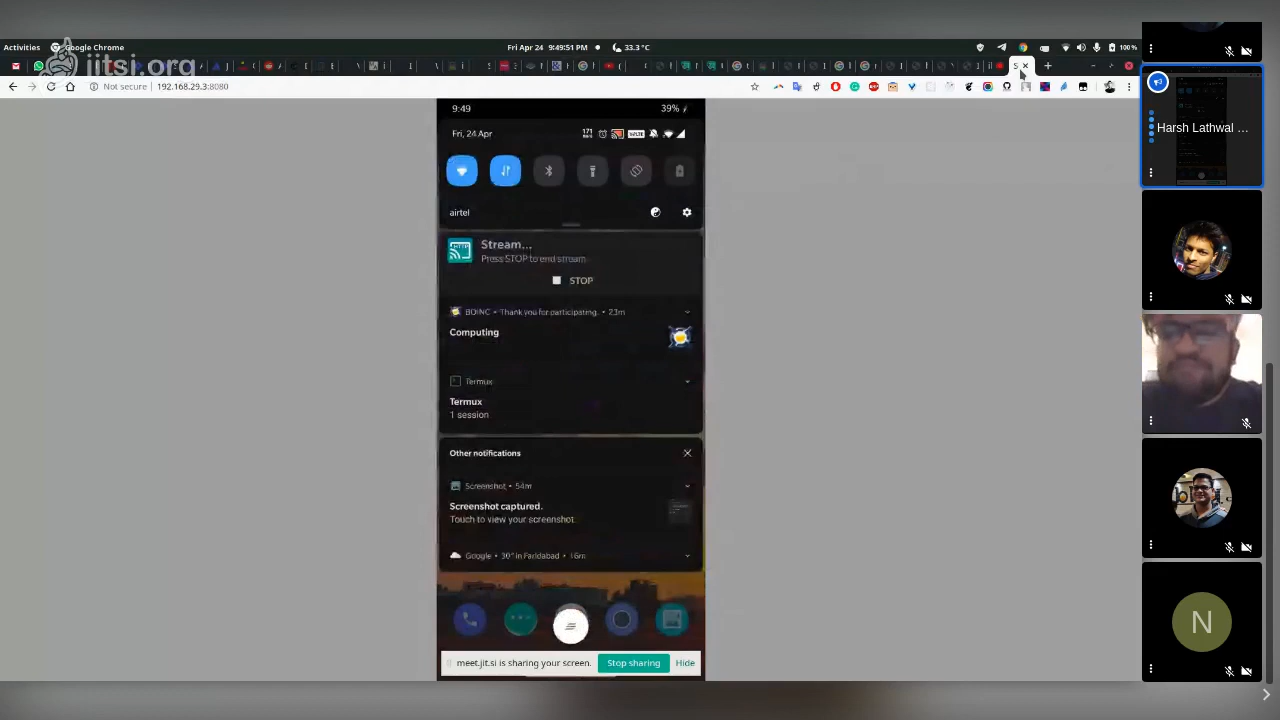 Activities
Google Chrome
Fri Apr 24 9:49:51 PM
33.3 °C
100 %
jitsi.org
Not secure
192.168.29.3:8080
9:49
39%
Fri, 24 Apr
171
VoLTE
airtel
Stream...
Press STOP to end stream
STOP
BOINC • Thank you for participating. • 23m
Computing
Termux
Termux
1 session
Other notifications
Screenshot • 54m
Screenshot captured.
Touch to view your screenshot.
Google • 30° in Faridabad • 16m
meet.jit.si is sharing your screen.
Stop sharing
Hide
Harsh Lathwal ...
N